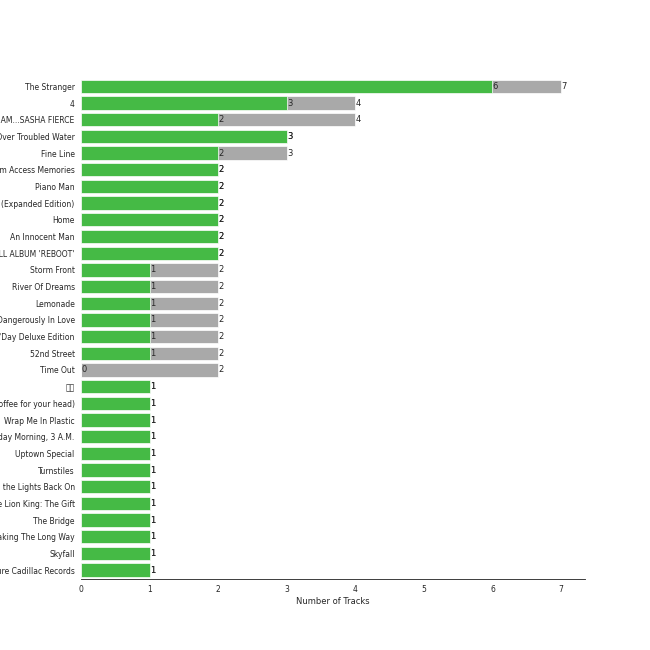 The Stranger 6 7
4 3 4
AM...SASHA FIERCE 2 4
Over Troubled Water 3
Fine Line 2 3
m Access Memories 2
Piano Man 2
(Expanded Edition) 2
Home 2
An Innocent Man 2
LL ALBUM 'REBOOT' 2
Storm Front 1 2
River Of Dreams 1 2
Lemonade 1 2
Dangerously In Love 1 2
'Day Deluxe Edition 1 2
52nd Street 1 2
Time Out 0 2
1
offee for your head) 1
Wrap Me In Plastic 1
day Morning, 3 A.M. 1
Uptown Special 1
Turnstiles 1
the Lights Back On 1
e Lion King: The Gift 1
The Bridge 1
aking The Long Way 1
Skyfall 1
ure Cadillac Records 1
0 1 2 3 4 5 6 7
Number of Tracks